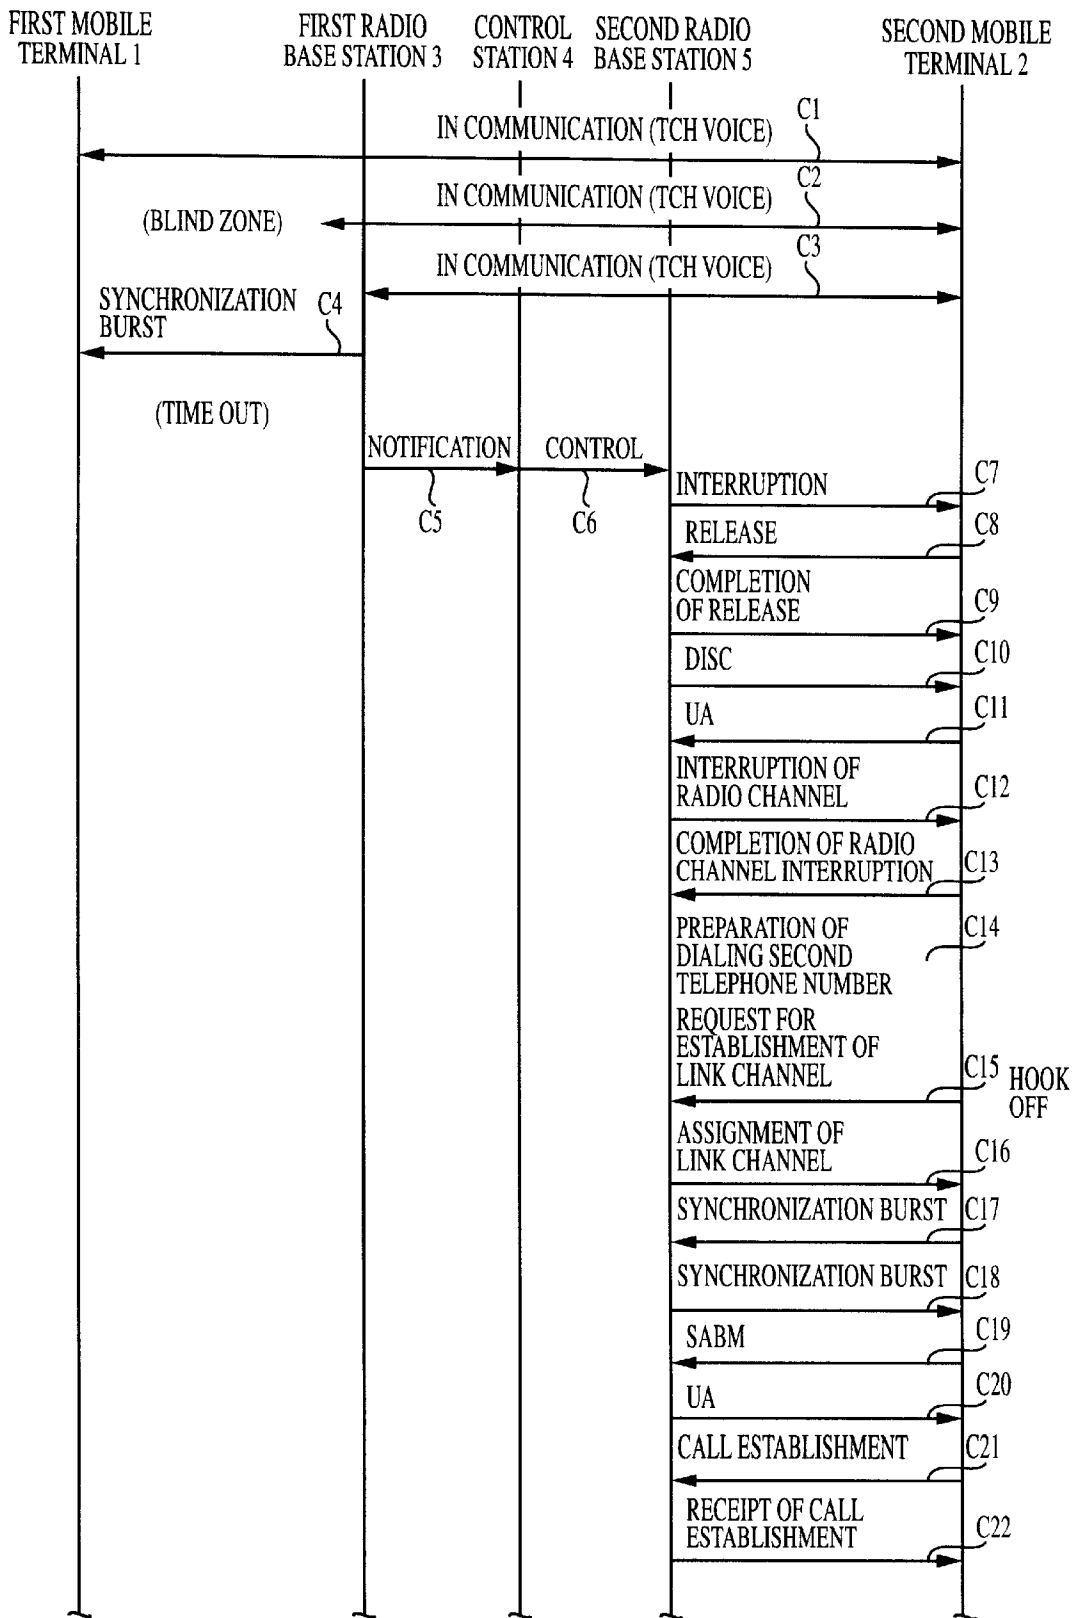 FIRST MOBILE
TERMINAL 1
FIRST RADIO
BASE STATION 3
CONTROL
STATION 4
SECOND RADIO
BASE STATION 5
SECOND MOBILE
TERMINAL 2
IN COMMUNICATION (TCH VOICE)
C1
IN COMMUNICATION (TCH VOICE)
C2
(BLIND ZONE)
IN COMMUNICATION (TCH VOICE)
C3
SYNCHRONIZATION
BURST
C4
(TIME OUT)
NOTIFICATION
C5
CONTROL
C6
INTERRUPTION
C7
RELEASE
C8
COMPLETION
OF RELEASE
C9
DISC
C10
UA
C11
INTERRUPTION OF
RADIO CHANNEL
C12
COMPLETION OF RADIO
CHANNEL INTERRUPTION
C13
PREPARATION OF
DIALING SECOND
TELEPHONE NUMBER
C14
REQUEST FOR
ESTABLISHMENT OF
LINK CHANNEL
C15
HOOK
OFF
ASSIGNMENT OF
LINK CHANNEL
C16
SYNCHRONIZATION BURST
C17
SYNCHRONIZATION BURST
C18
SABM
C19
UA
C20
CALL ESTABLISHMENT
C21
RECEIPT OF CALL
ESTABLISHMENT
C22